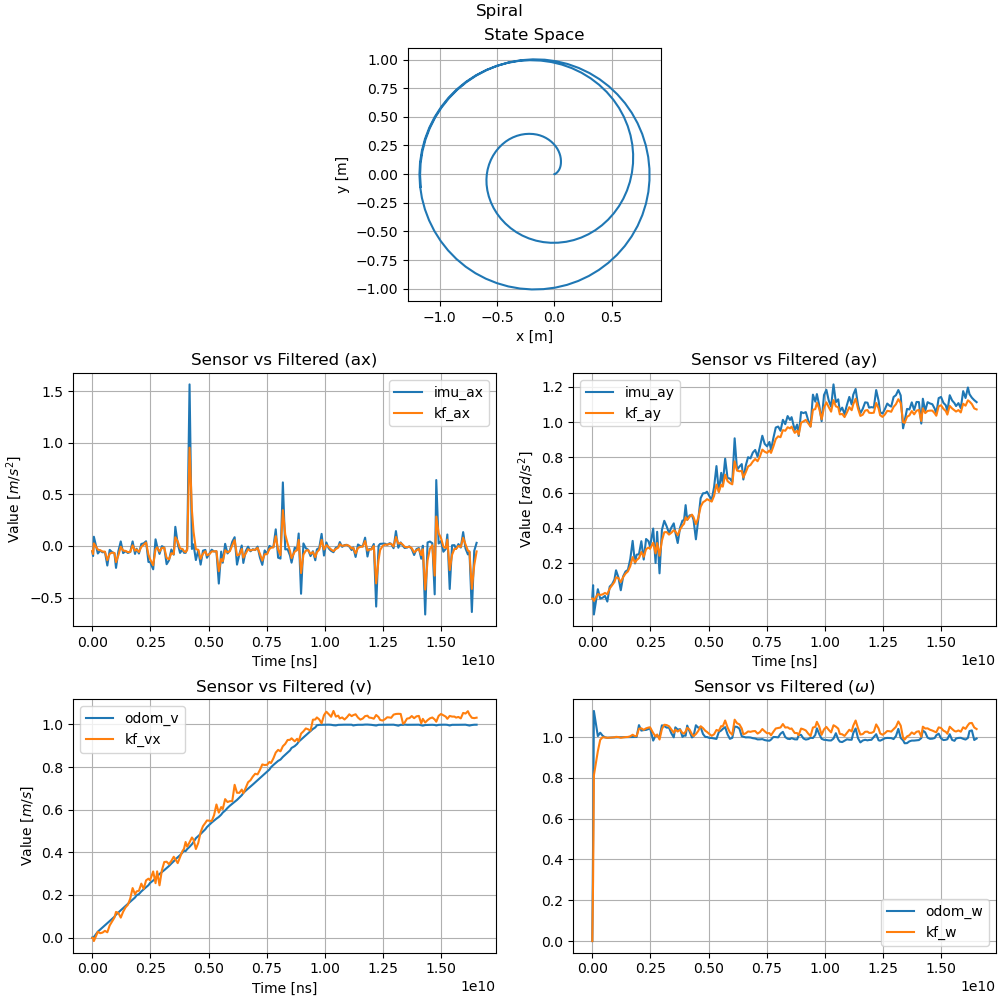 Spiral
State Space
1.00
0.75
0.50
0.25
0.00
−0.25
−0.50
−0.75
−1.00
y [m]
−1.0 −0.5 0.0 0.5
x [m]
Sensor vs Filtered (ax)
1.5
1.0
0.5
0.0
−0.5
Value [m/s²]
imu_ax
kf_ax
0.00 0.25 0.50 0.75 1.00 1.25 1.50
Time [ns]
1e10
Sensor vs Filtered (ay)
1.2
1.0
0.8
0.6
0.4
0.2
0.0
Value [rad/s²]
imu_ay
kf_ay
0.00 0.25 0.50 0.75 1.00 1.25 1.50
Time [ns]
1e10
Sensor vs Filtered (v)
1.0
0.8
0.6
0.4
0.2
0.0
Value [m/s]
odom_v
kf_vx
0.00 0.25 0.50 0.75 1.00 1.25 1.50
Time [ns]
1e10
Sensor vs Filtered (ω)
1.0
0.8
0.6
0.4
0.2
0.0
odom_w
kf_w
0.00 0.25 0.50 0.75 1.00 1.25 1.50
1e10